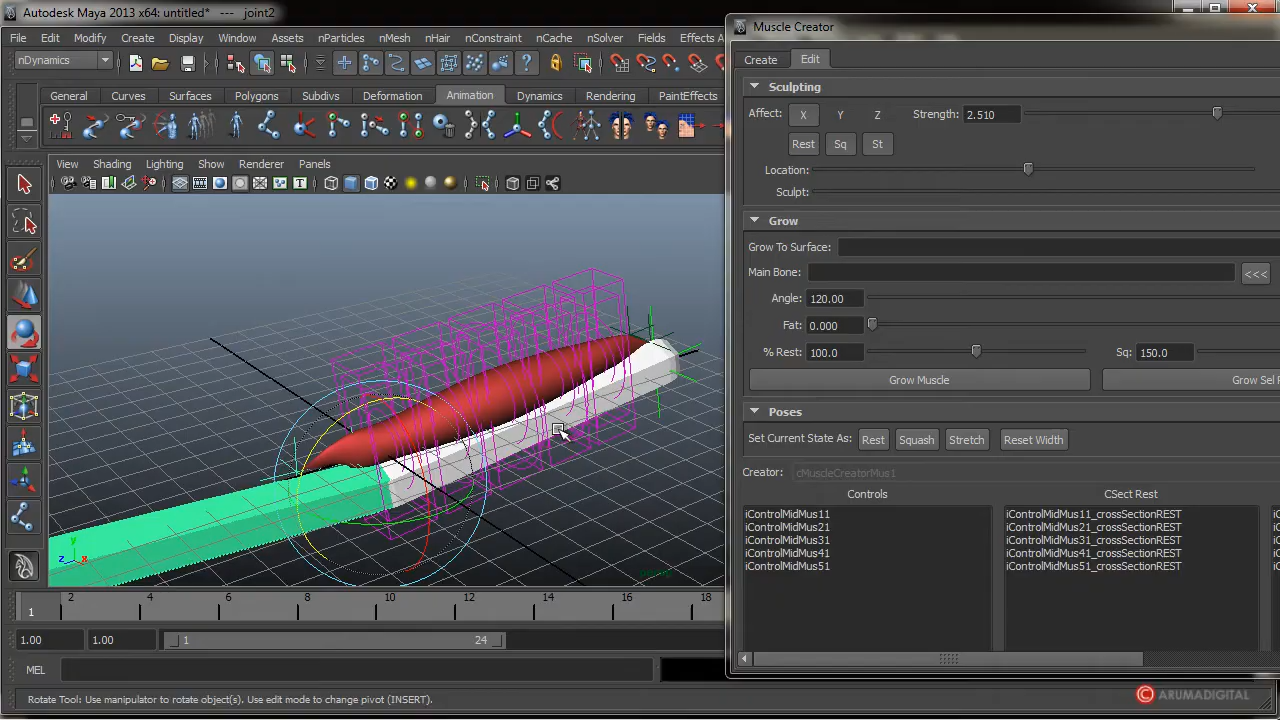 Autodesk Maya 2013 x64: untitled* --- joint2
File Edit Modify Create Display Window Assets nParticles nMesh nHair nConstraint nCache nSolver Fields Effects
nDynamics
General Curves Surfaces Polygons Subdivs Deformation Animation Dynamics Rendering PaintEffects
View Shading Lighting Show Renderer Panels
y
z x
1 2 4 6 8 10 12 14 16 18
1.00 1.00 1 24
MEL
Rotate Tool: Use manipulator to rotate object(s). Use edit mode to change pivot (INSERT).
Muscle Creator
Create Edit
Sculpting
Affect: X Y Z Strength: 2.510
Rest Sq St
Location:
Sculpt:
Grow
Grow To Surface:
Main Bone: <<<
Angle: 120.00
Fat: 0.000
% Rest: 100.0 Sq: 150.0
Grow Muscle Grow Sel
Poses
Set Current State As: Rest Squash Stretch Reset Width
Creator: cMuscleCreatorMus1
Controls CSect Rest
iControlMidMus11 iControlMidMus11_crossSectionREST
iControlMidMus21 iControlMidMus21_crossSectionREST
iControlMidMus31 iControlMidMus31_crossSectionREST
iControlMidMus41 iControlMidMus41_crossSectionREST
iControlMidMus51 iControlMidMus51_crossSectionREST
© ARUMADIGITAL